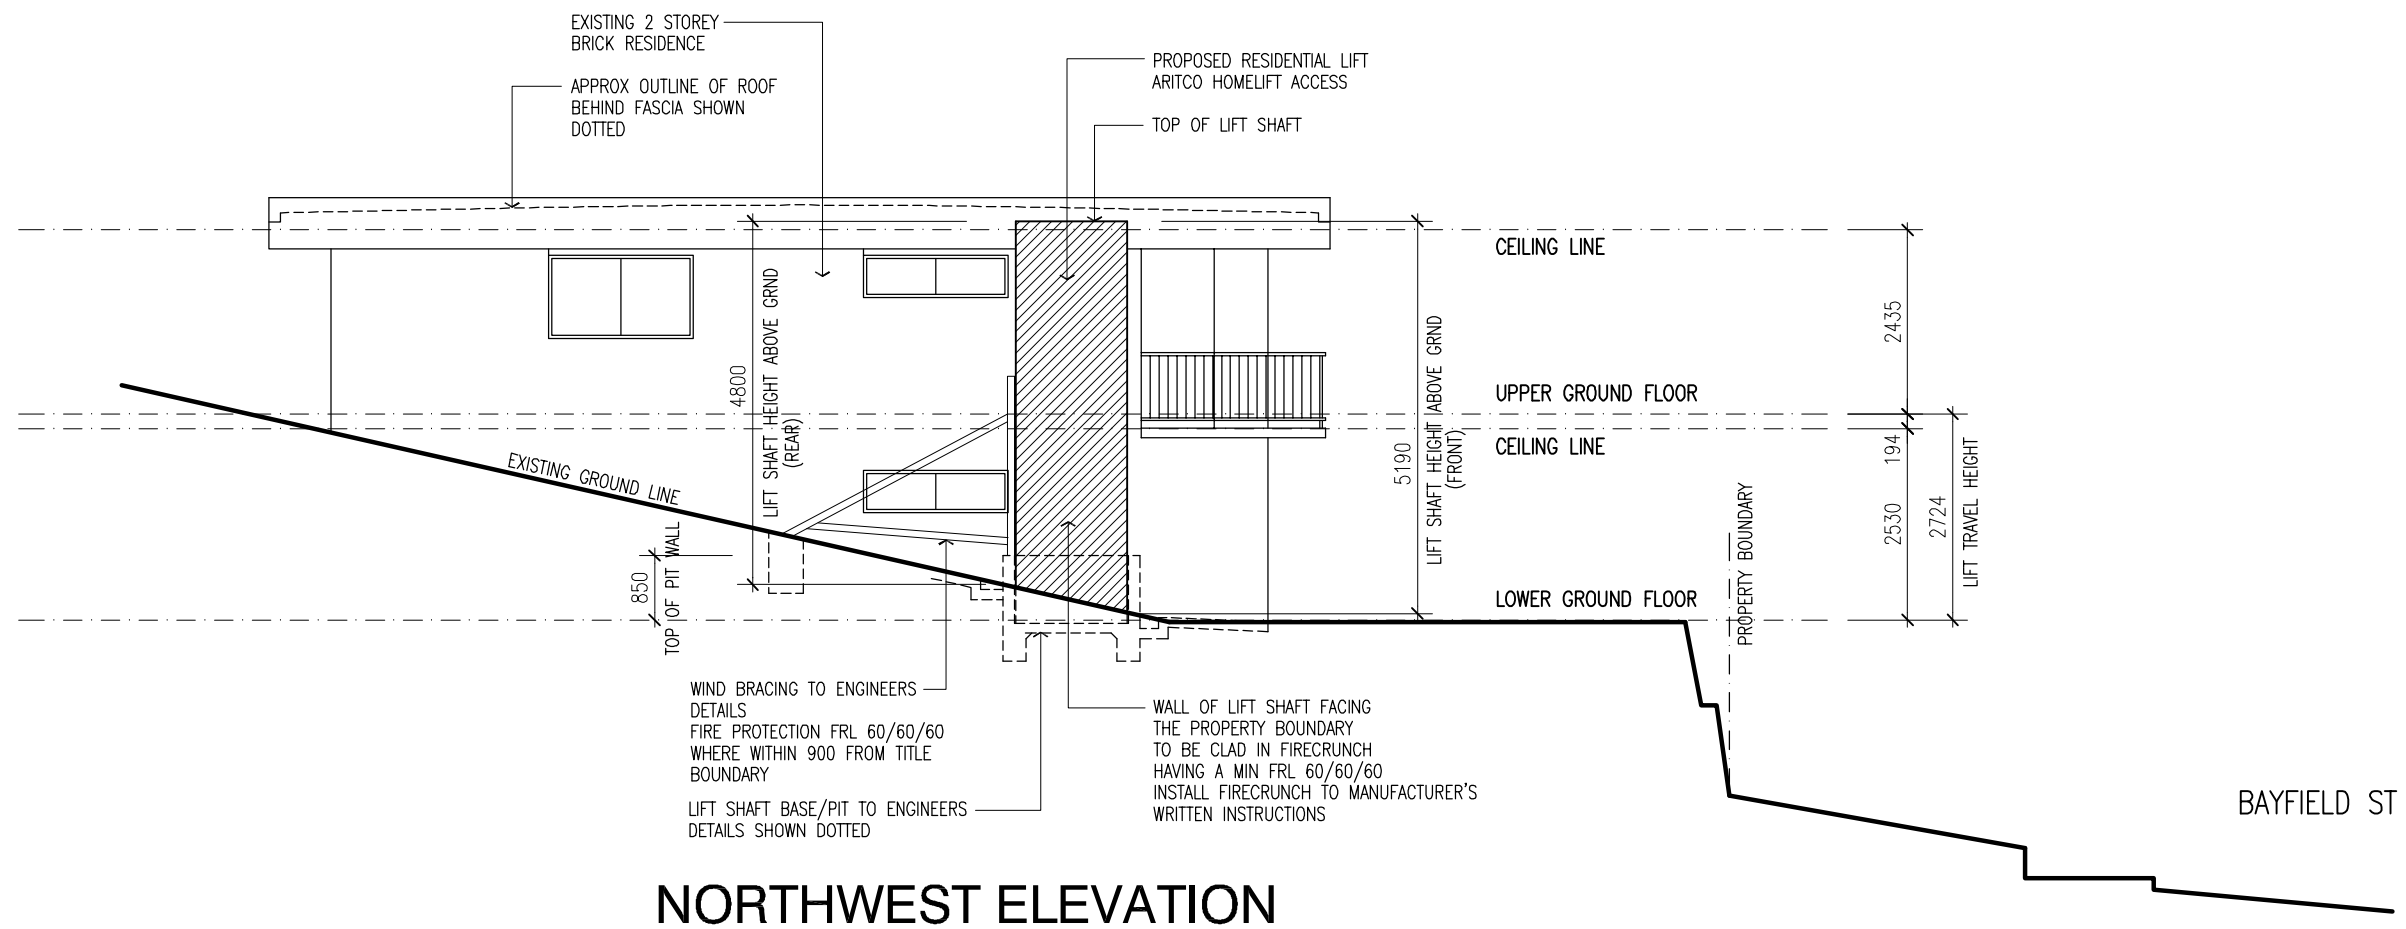 EXISTING 2 STOREY
BRICK RESIDENCE
APPROX OUTLINE OF ROOF
BEHIND FASCIA SHOWN
DOTTED
PROPOSED RESIDENTIAL LIFT
ARITCO HOMELIFT ACCESS
TOP OF LIFT SHAFT
CEILING LINE
UPPER GROUND FLOOR
CEILING LINE
LOWER GROUND FLOOR
2435
194
2530
2724
LIFT TRAVEL HEIGHT
PROPERTY BOUNDARY
5190
LIFT SHAFT HEIGHT ABOVE GRND
(FRONT)
4800
LIFT SHAFT HEIGHT ABOVE GRND
(REAR)
EXISTING GROUND LINE
850
TOP OF PIT WALL
WIND BRACING TO ENGINEERS
DETAILS
FIRE PROTECTION FRL 60/60/60
WHERE WITHIN 900 FROM TITLE
BOUNDARY
LIFT SHAFT BASE/PIT TO ENGINEERS
DETAILS SHOWN DOTTED
WALL OF LIFT SHAFT FACING
THE PROPERTY BOUNDARY
TO BE CLAD IN FIRECRUNCH
HAVING A MIN FRL 60/60/60
INSTALL FIRECRUNCH TO MANUFACTURER'S
WRITTEN INSTRUCTIONS
BAYFIELD ST
NORTHWEST ELEVATION